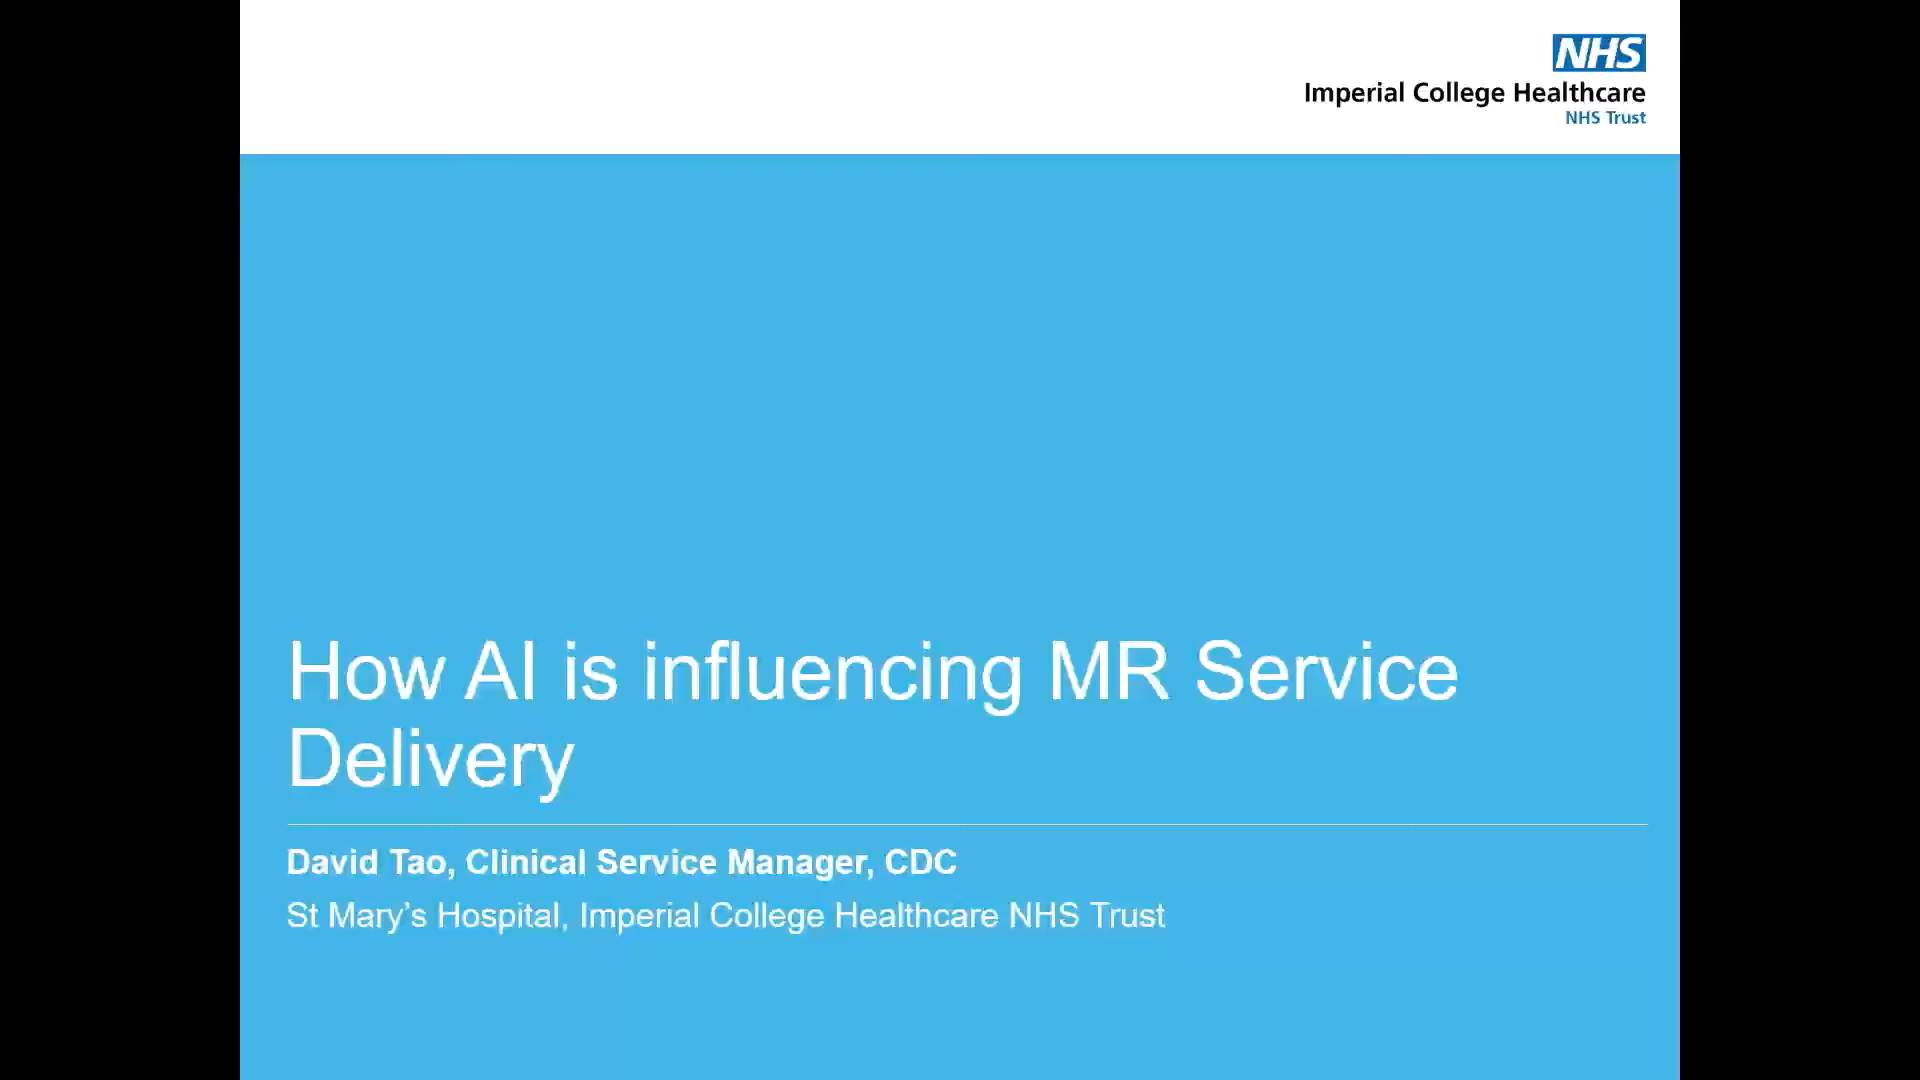 NHS
Imperial College Healthcare
NHS Trust
How AI is influencing MR Service
Delivery
David Tao, Clinical Service Manager, CDC
St Mary’s Hospital, Imperial College Healthcare NHS Trust